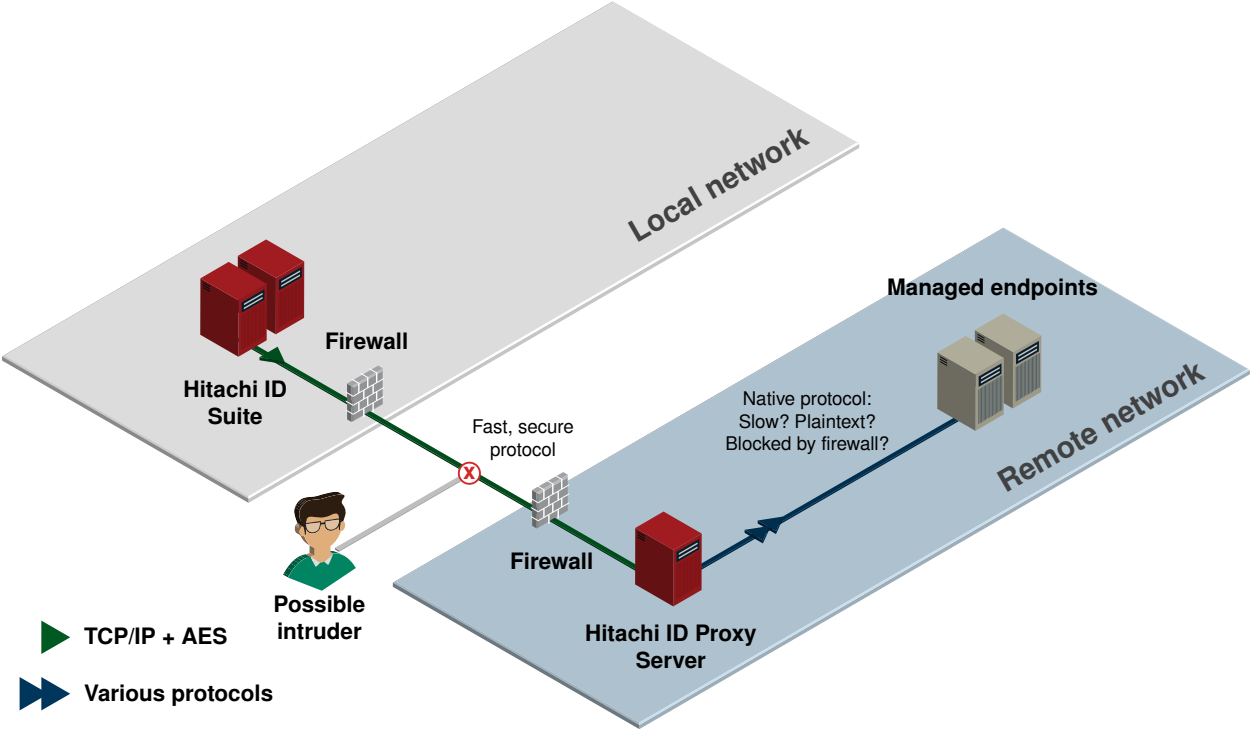 Local network
Managed endpoints
Firewall
Hitachi ID
Suite
Native protocol:
Slow? Plaintext?
Blocked by firewall?
Remote network
Fast, secure
protocol
X
Firewall
Possible
intruder
Hitachi ID Proxy
Server
TCP/IP + AES
Various protocols